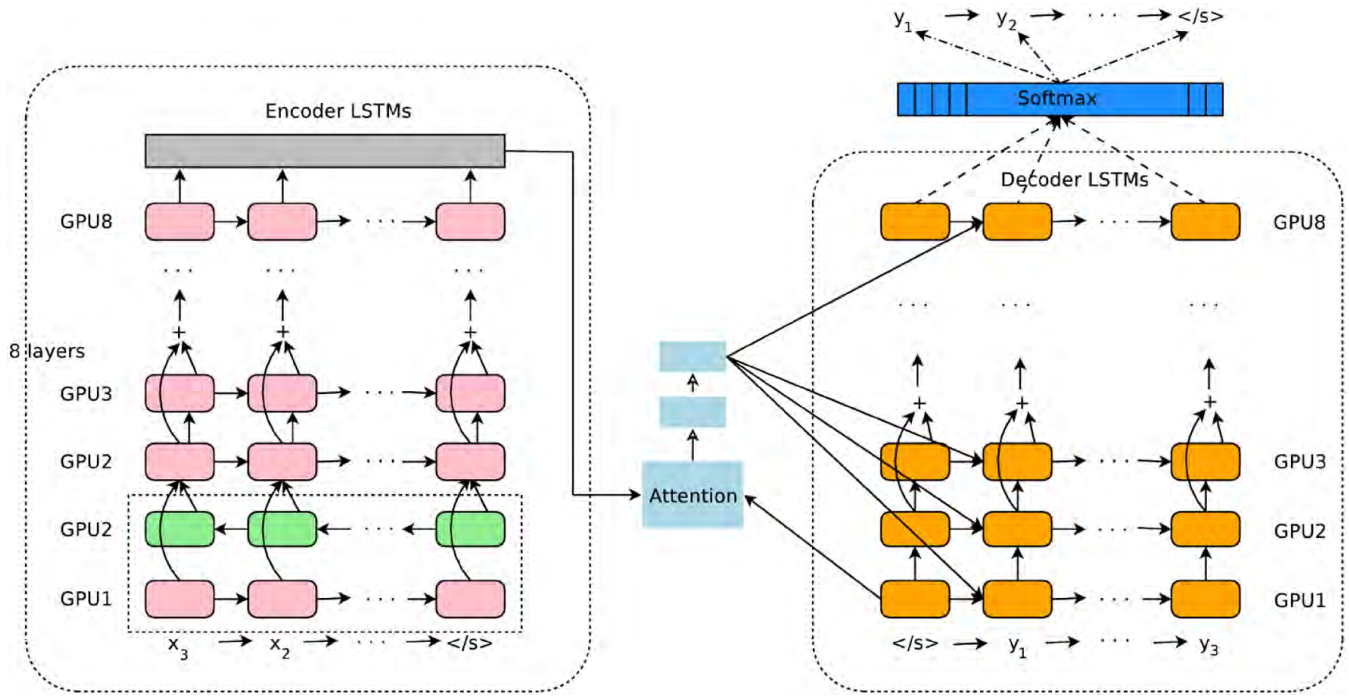 y1 y2 · · · </s>
Softmax
Encoder LSTMs
Decoder LSTMs
GPU8 · · · · · · GPU8
· · · · · · · · ·
· · · · · · · · ·
+ + +
8 layers
GPU3 · · ·
+ + +
GPU2 · · · · · · GPU3
Attention
GPU2 · · · · · · GPU2
GPU1 · · · · · · GPU1
x3 x2 · · · </s> </s> y1 · · · y3